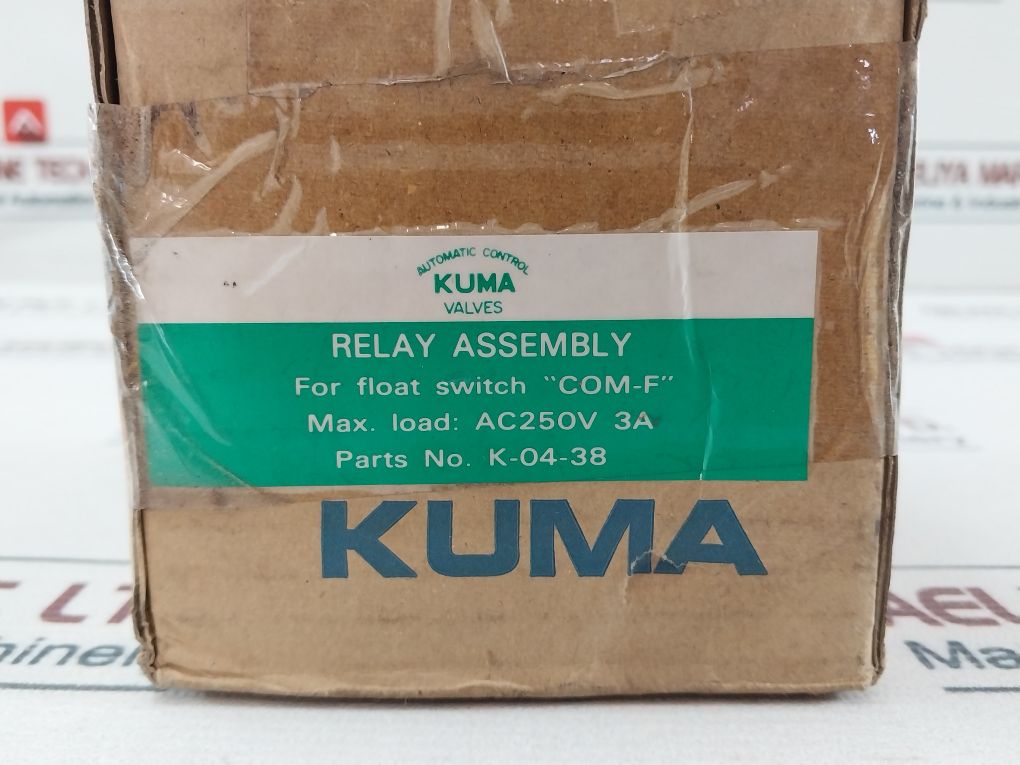 AUTOMATIC CONTROL
KUMA
VALVES
RELAY ASSEMBLY
For float switch "COM-F"
Max. load: AC250V 3A
Parts No. K-04-38
KUMA